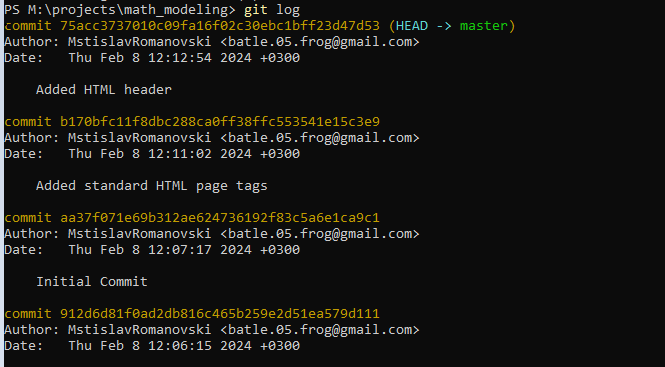 PS M:\projects\math_modeling> git log
commit 75acc3737010c09fa16f02c30ebc1bff23d47d53 (HEAD -> master)
Author: MstislavRomanovski <batle.05.frog@gmail.com>
Date:   Thu Feb 8 12:12:54 2024 +0300
    Added HTML header
commit b170bfc11f8dbc288ca0ff38ffc553541e15c3e9
Author: MstislavRomanovski <batle.05.frog@gmail.com>
Date:   Thu Feb 8 12:11:02 2024 +0300
    Added standard HTML page tags
commit aa37f071e69b312ae624736192f83c5a6e1ca9c1
Author: MstislavRomanovski <batle.05.frog@gmail.com>
Date:   Thu Feb 8 12:07:17 2024 +0300
    Initial Commit
commit 912d6d81f0ad2db816c465b259e2d51ea579d111
Author: MstislavRomanovski <batle.05.frog@gmail.com>
Date:   Thu Feb 8 12:06:15 2024 +0300